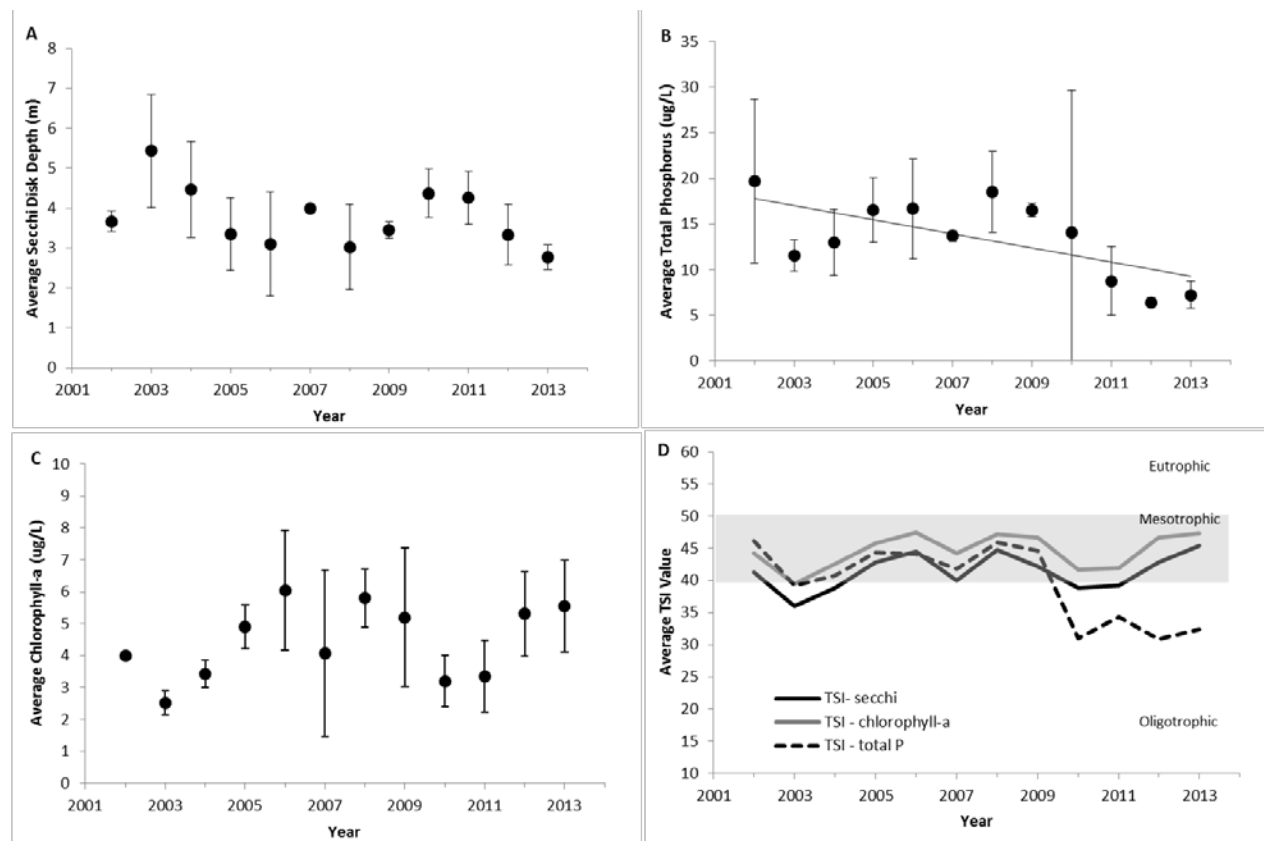 A
Average Secchi Disk Depth (m)
8
7
6
5
4
3
2
1
0
2001 2003 2005 2007 2009 2011 2013
Year
B
Average Total Phosphorus (ug/L)
35
30
25
20
15
10
5
0
2001 2003 2005 2007 2009 2011 2013
Year
C
Average Chlorophyll-a (ug/L)
10
9
8
7
6
5
4
3
2
1
0
2001 2003 2005 2007 2009 2011 2013
Year
D
Average TSI Value
60
55
50
45
40
35
30
25
20
15
10
Eutrophic
Mesotrophic
Oligotrophic
TSI- secchi
TSI - chlorophyll-a
TSI - total P
2001 2003 2005 2007 2009 2011 2013
Year